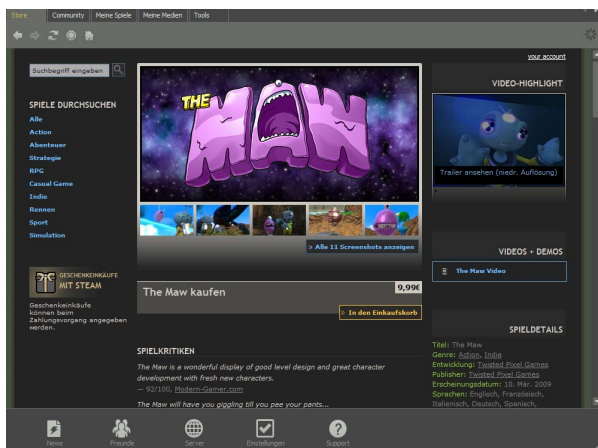 Store Community Meine Spiele Meine Medien Tools
your account
Suchbegriff eingeben
SPIELE DURCHSUCHEN
Alle
Action
Abenteuer
Strategie
RPG
Casual Game
Indie
Rennen
Sport
Simulation
GESCHENKEINKÄUFE
MIT STEAM
Geschenkeinkäufe
können beim
Zahlungsvorgang angegeben
werden.
THE
MAW
» Alle 11 Screenshots anzeigen
The Maw kaufen
9,99€
» In den Einkaufskorb
SPIELKRITIKEN
The Maw is a wonderful display of good level design and great character
development with fresh new characters.
— 92/100, Modern-Gamer.com
The Maw will have you giggling till you pee your pants...
VIDEO-HIGHLIGHT
Trailer ansehen (niedr. Auflösung)
VIDEOS + DEMOS
The Maw Video
SPIELDETAILS
Titel: The Maw
Genre: Action, Indie
Entwicklung: Twisted Pixel Games
Publisher: Twisted Pixel Games
Erscheinungsdatum: 10. Mar. 2009
Sprachen: Englisch, Französisch,
Italienisch, Deutsch, Spanisch,
News Freunde Server Einstellungen Support